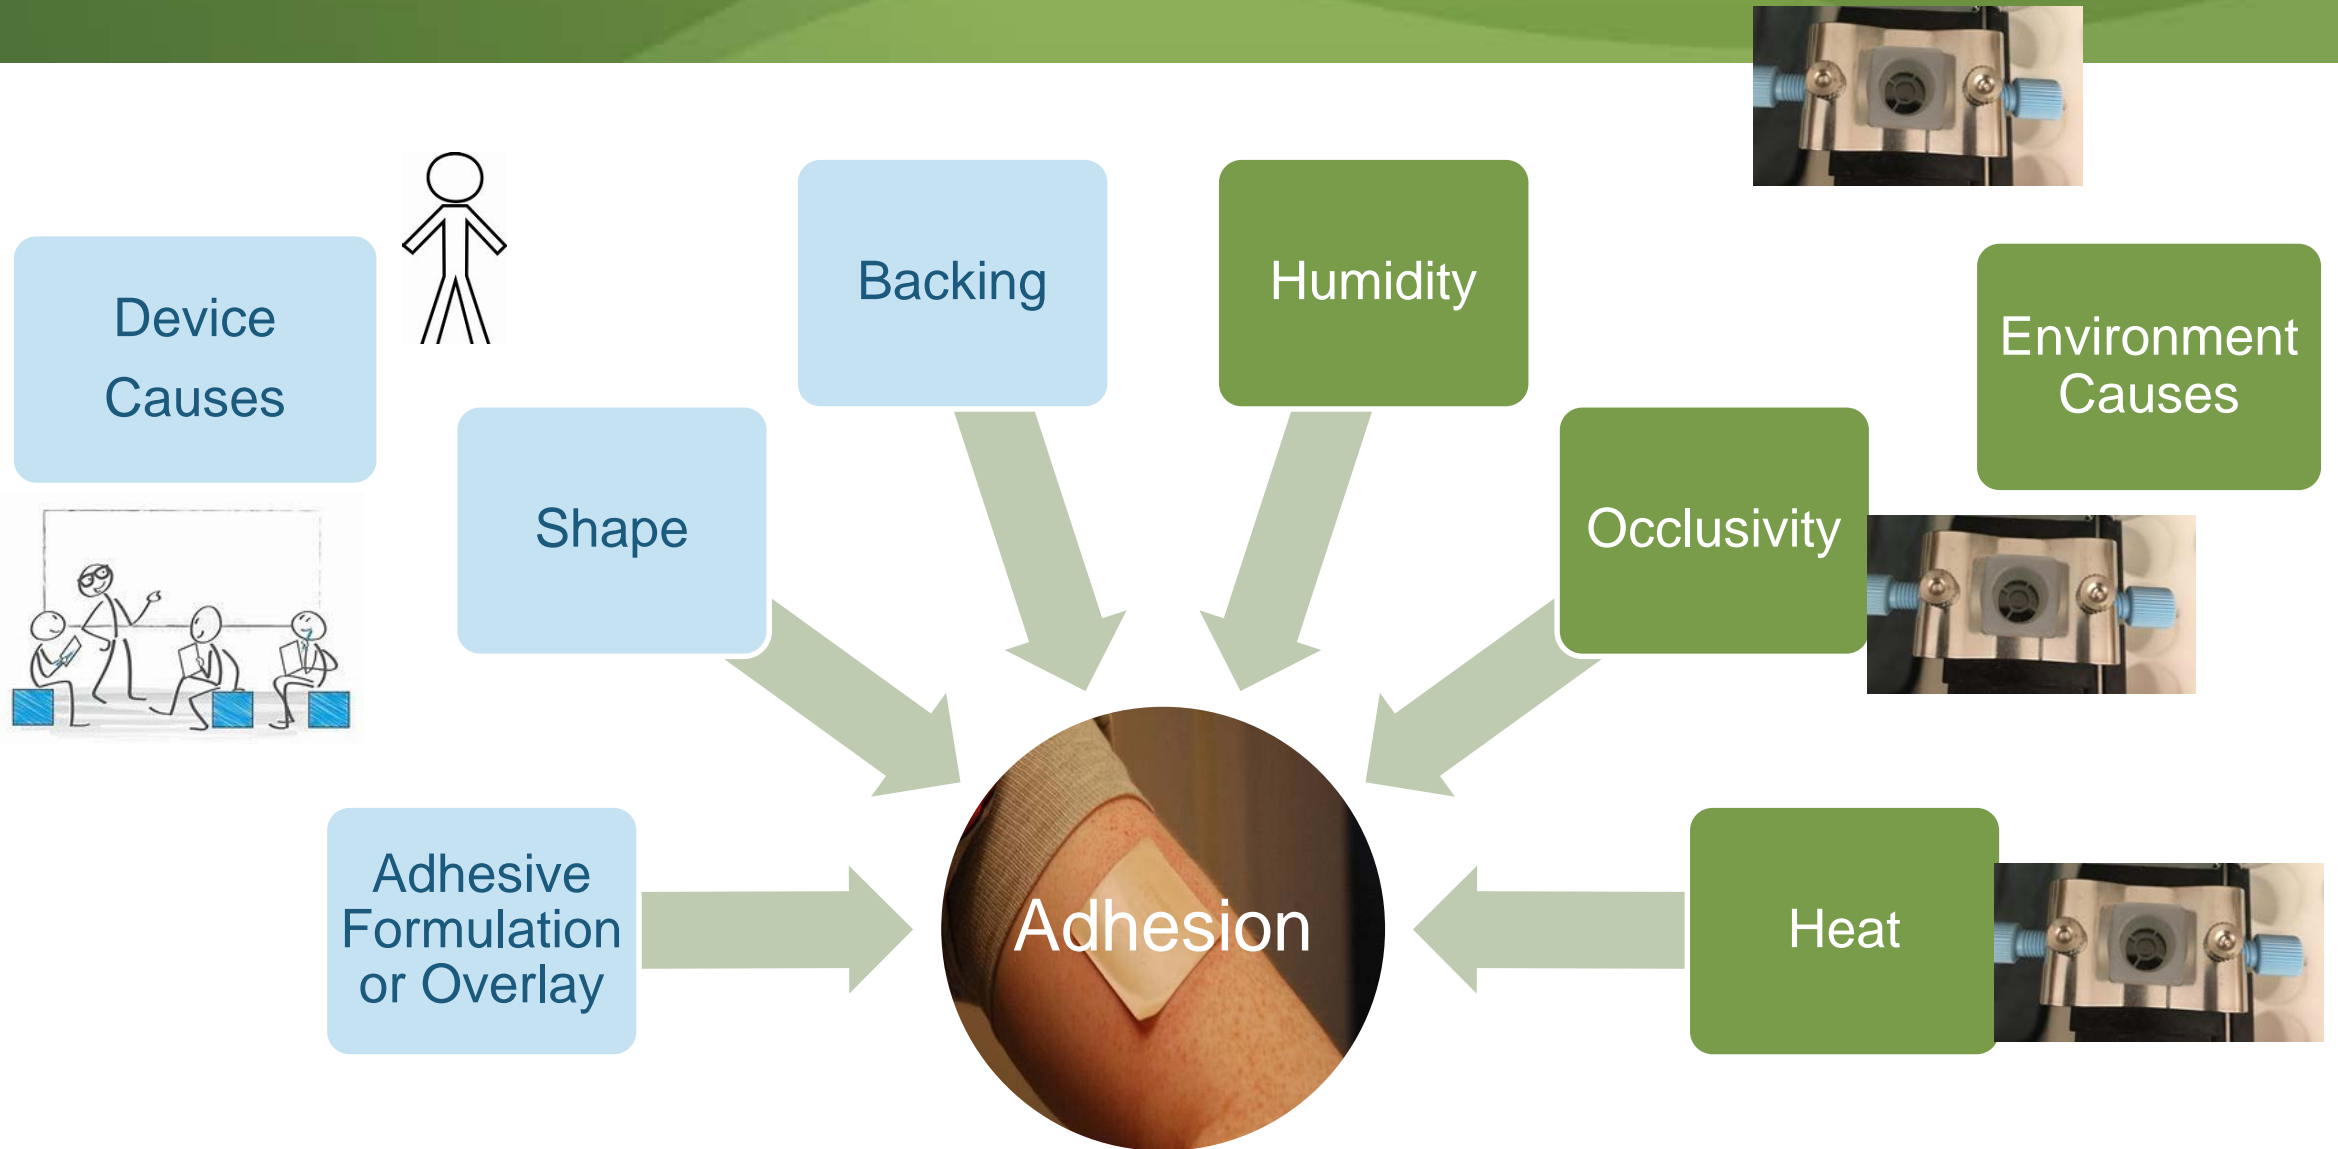 Device
Causes
Backing
Humidity
Environment
Causes
Shape
Occlusivity
Adhesive
Formulation
or Overlay
Adhesion
Heat